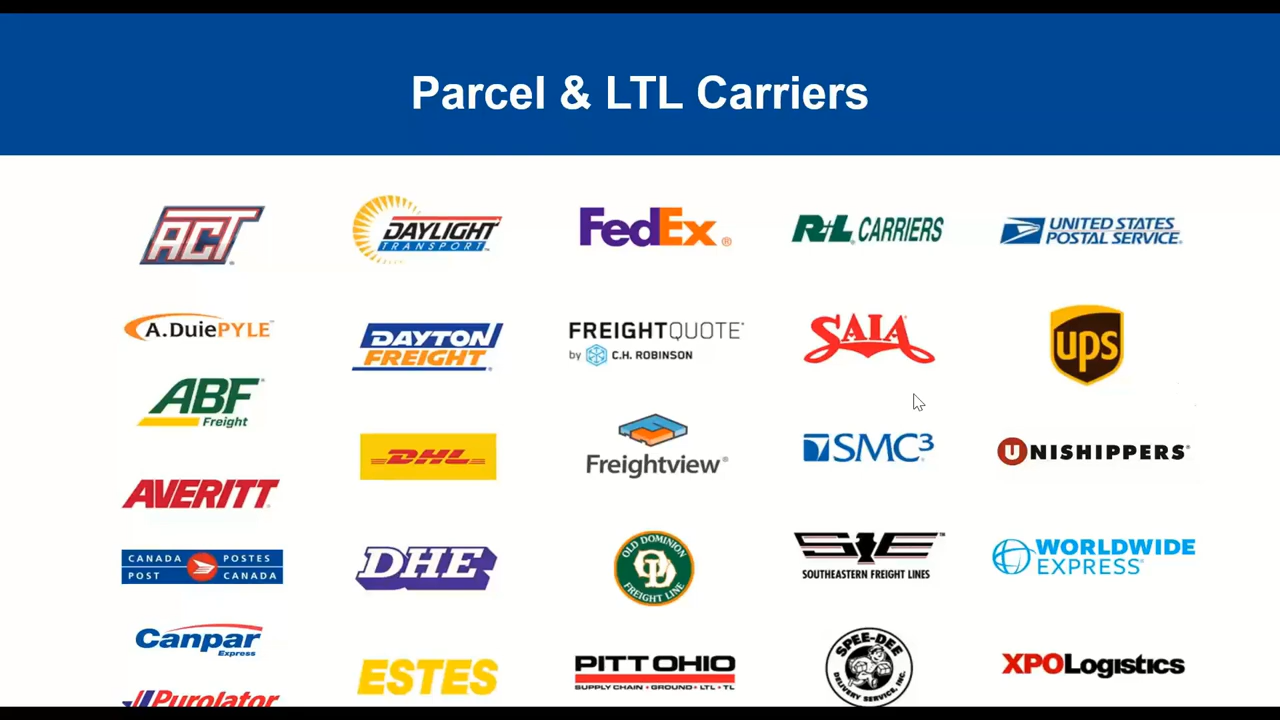 Parcel & LTL Carriers
ACT
A.DuiePYLE
ABF
Freight
AVERITT
CANADA POSTES
POST CANADA
Canpar
Express
Purolator
DAYLIGHT
TRANSPORT
DAYTON
FREIGHT
DHL
DHE
ESTES
FedEx
FREIGHTQUOTE
by C.H. ROBINSON
Freightview
OLD DOMINION
OD
FREIGHT LINE
PITT OHIO
SUPPLY CHAIN • GROUND • LTL • TL
R+L CARRIERS
SAIA
SMC³
SEFL
SOUTHEASTERN FREIGHT LINES
SPEE-DEE
DELIVERY SERVICE, INC.
UNITED STATES
POSTAL SERVICE
ups
UNISHIPPERS
WORLDWIDE
EXPRESS
XPOLogistics